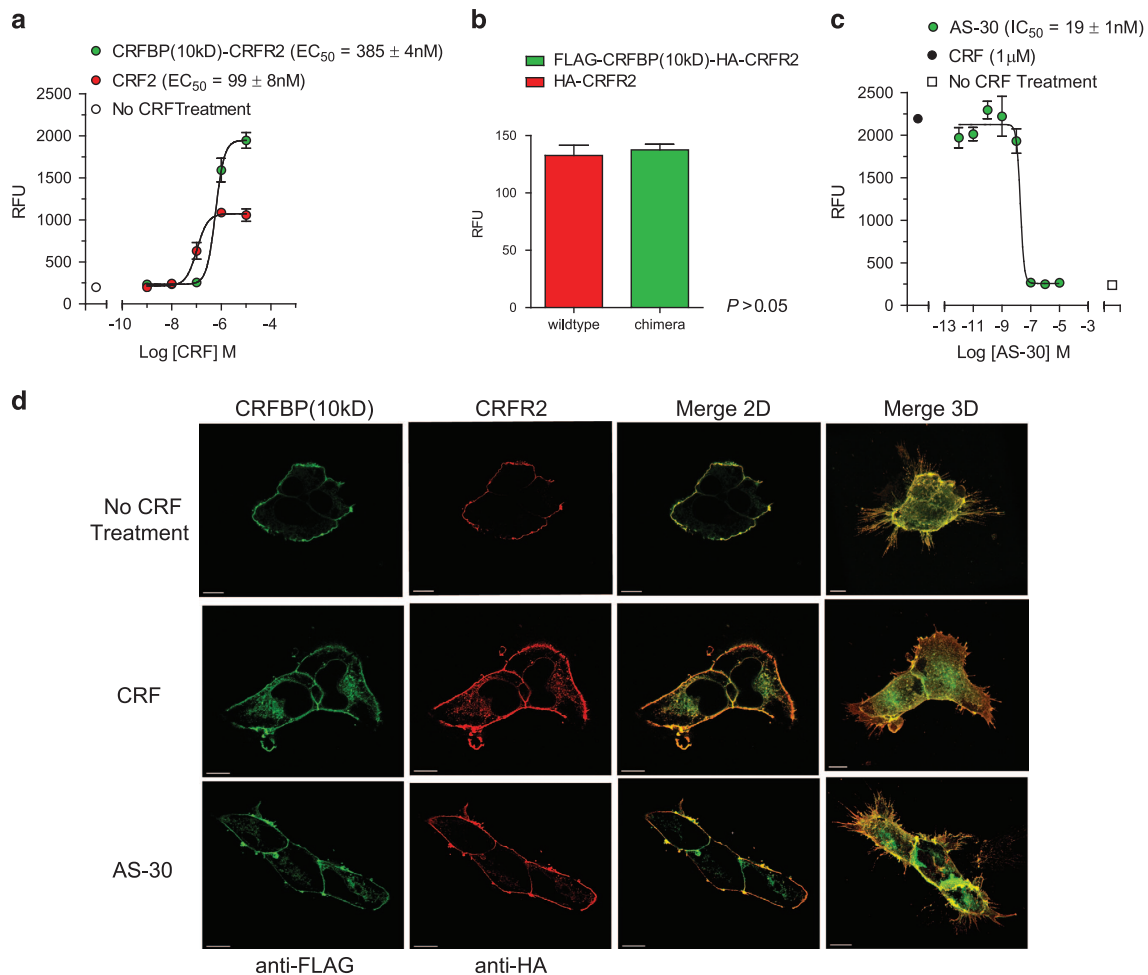 a
CRFBP(10kD)-CRFR2 (EC50 = 385 ± 4nM)
CRF2 (EC50 = 99 ± 8nM)
No CRFTreatment
2500
2000
1500
1000
500
0
RFU
-10 -8 -6 -4 -2
Log [CRF] M
b
FLAG-CRFBP(10kD)-HA-CRFR2
HA-CRFR2
150
100
50
0
RFU
wildtype chimera
P > 0.05
c
AS-30 (IC50 = 19 ± 1nM)
CRF (1µM)
No CRF Treatment
2500
2000
1500
1000
500
0
RFU
-13 -11 -9 -7 -5 -3
Log [AS-30] M
d
CRFBP(10kD) CRFR2 Merge 2D Merge 3D
No CRF
Treatment
CRF
AS-30
anti-FLAG anti-HA